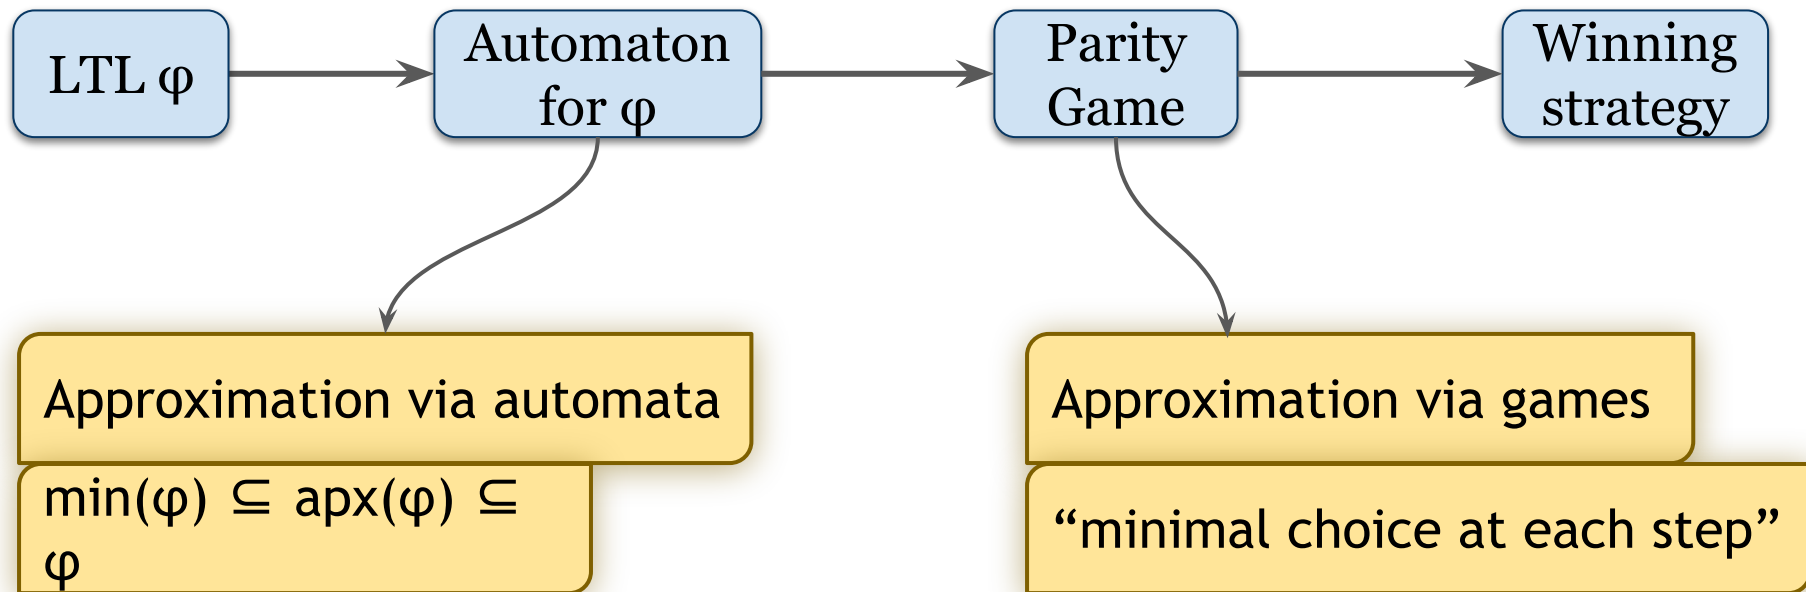 LTL φ
Automaton
for φ
Parity
Game
Winning
strategy
Approximation via automata
min(φ) ⊆ apx(φ) ⊆
φ
Approximation via games
“minimal choice at each step”